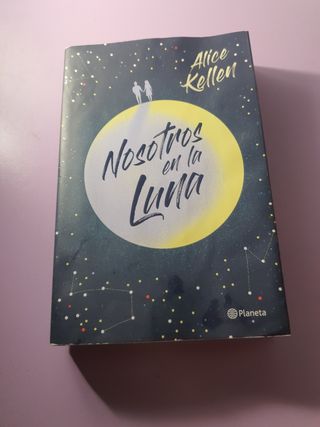 Alice
Kellen
Nosotros
en la
Luna
Planeta